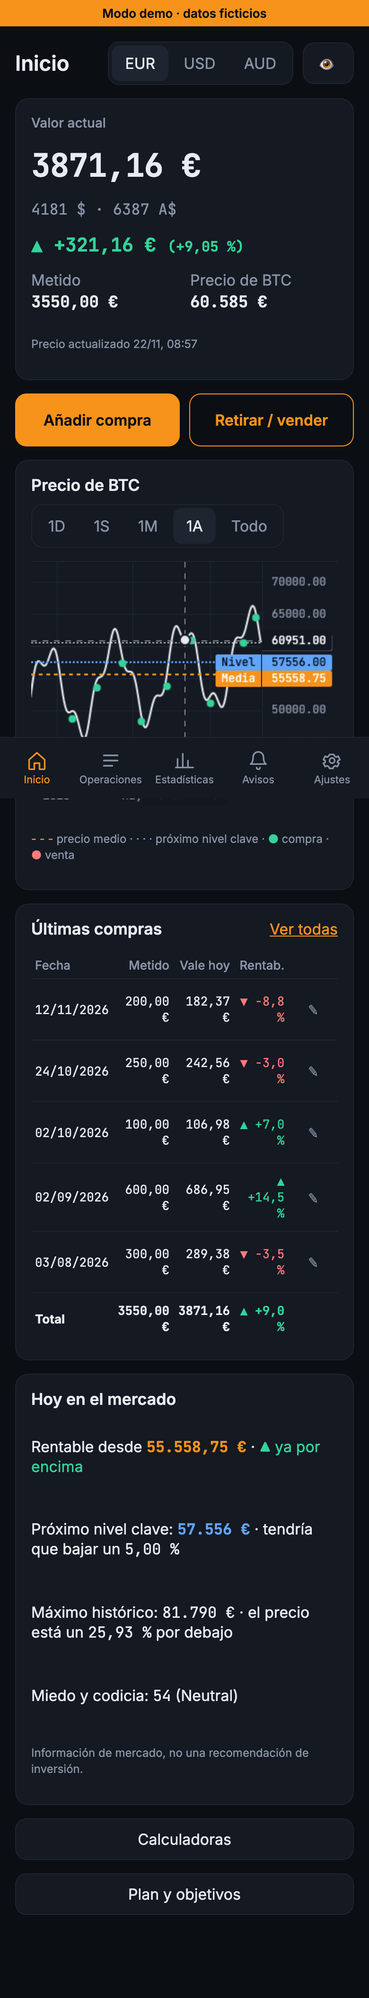 Modo demo · datos ficticios
Inicio
EUR USD AUD
Valor actual
3871,16 €
4181 $ · 6387 A$
▲ +321,16 € (+9,05 %)
Metido Precio de BTC
3550,00 € 60.585 €
Precio actualizado 22/11, 08:57
Añadir compra Retirar / vender
Precio de BTC
1D 1S 1M 1A Todo
70000.00
65000.00
60951.00
Nivel 57556.00
Media 55558.75
50000.00
Inicio Operaciones Estadísticas Avisos Ajustes
--- precio medio · ···· próximo nivel clave · ● compra ·
● venta
Últimas compras Ver todas
Fecha Metido Vale hoy Rentab.
12/11/2026 200,00 € 182,37 € ▼ -8,8 %
24/10/2026 250,00 € 242,56 € ▼ -3,0 %
02/10/2026 100,00 € 106,98 € ▲ +7,0 %
02/09/2026 600,00 € 686,95 € ▲ +14,5 %
03/08/2026 300,00 € 289,38 € ▼ -3,5 %
Total 3550,00 € 3871,16 € ▲ +9,0 %
Hoy en el mercado
Rentable desde 55.558,75 € · ▲ ya por
encima
Próximo nivel clave: 57.556 € · tendría
que bajar un 5,00 %
Máximo histórico: 81.790 € · el precio
está un 25,93 % por debajo
Miedo y codicia: 54 (Neutral)
Información de mercado, no una recomendación de
inversión.
Calculadoras
Plan y objetivos